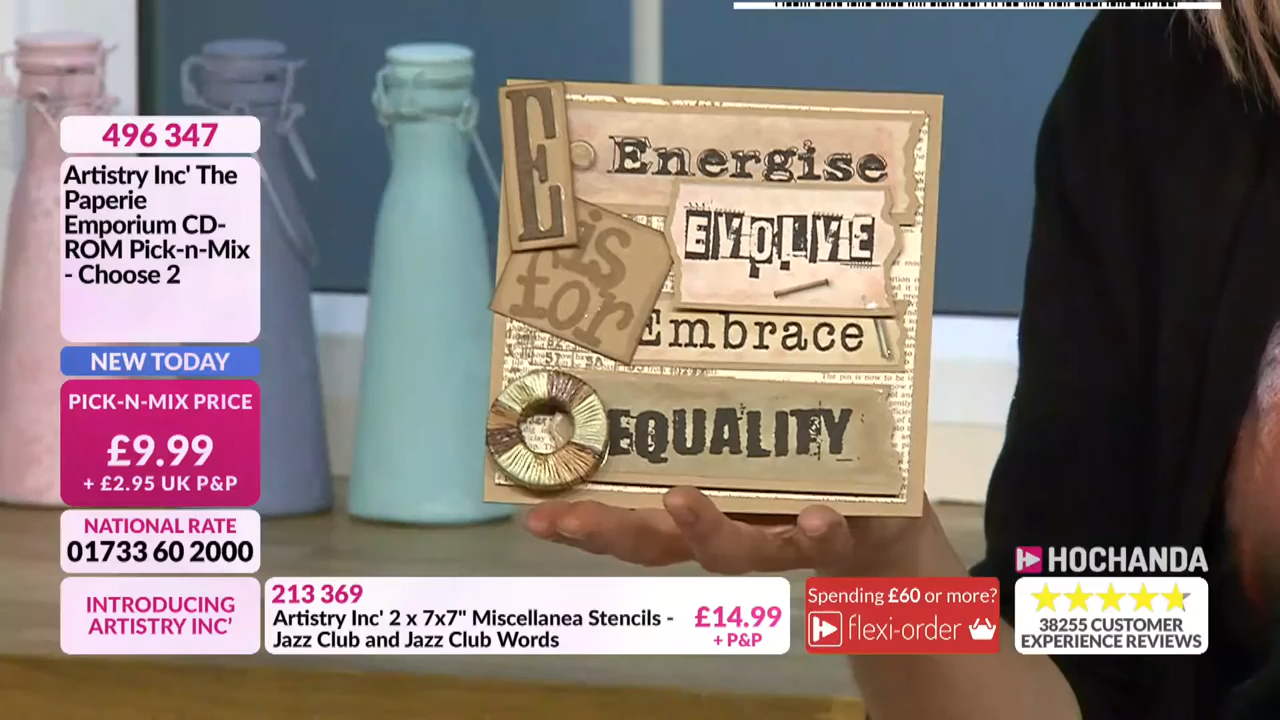 496 347
Artistry Inc' The
Paperie
Emporium CD-
ROM Pick-n-Mix
- Choose 2
NEW TODAY
PICK-N-MIX PRICE
£9.99
+ £2.95 UK P&P
NATIONAL RATE
01733 60 2000
INTRODUCING
ARTISTRY INC'
213 369
Artistry Inc' 2 x 7x7" Miscellanea Stencils -
Jazz Club and Jazz Club Words
£14.99
+ P&P
Spending £60 or more?
flexi-order
HOCHANDA
38255 CUSTOMER
EXPERIENCE REVIEWS
E
is
for
Energise
EVOLVE
Embrace
EQUALITY